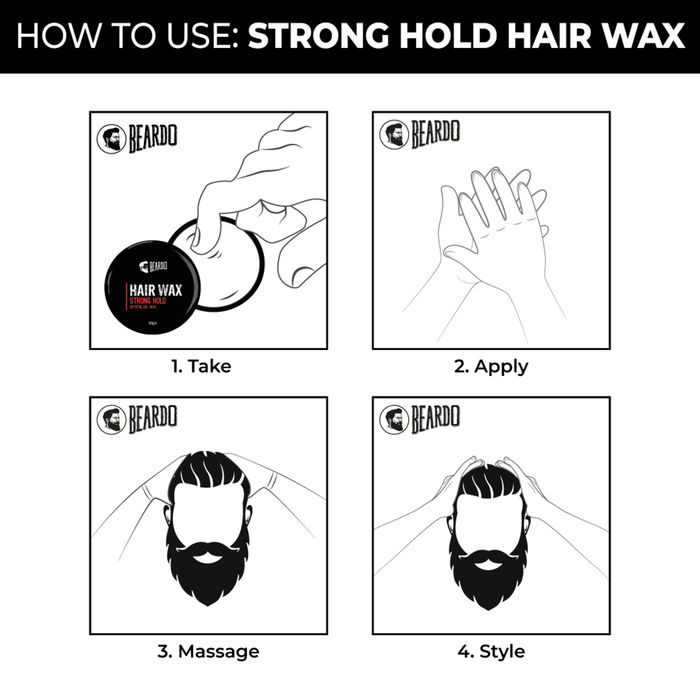 HOW TO USE: STRONG HOLD HAIR WAX
BEARDO
BEARDO
HAIR WAX
STRONG HOLD
1. Take
BEARDO
2. Apply
BEARDO
3. Massage
BEARDO
4. Style